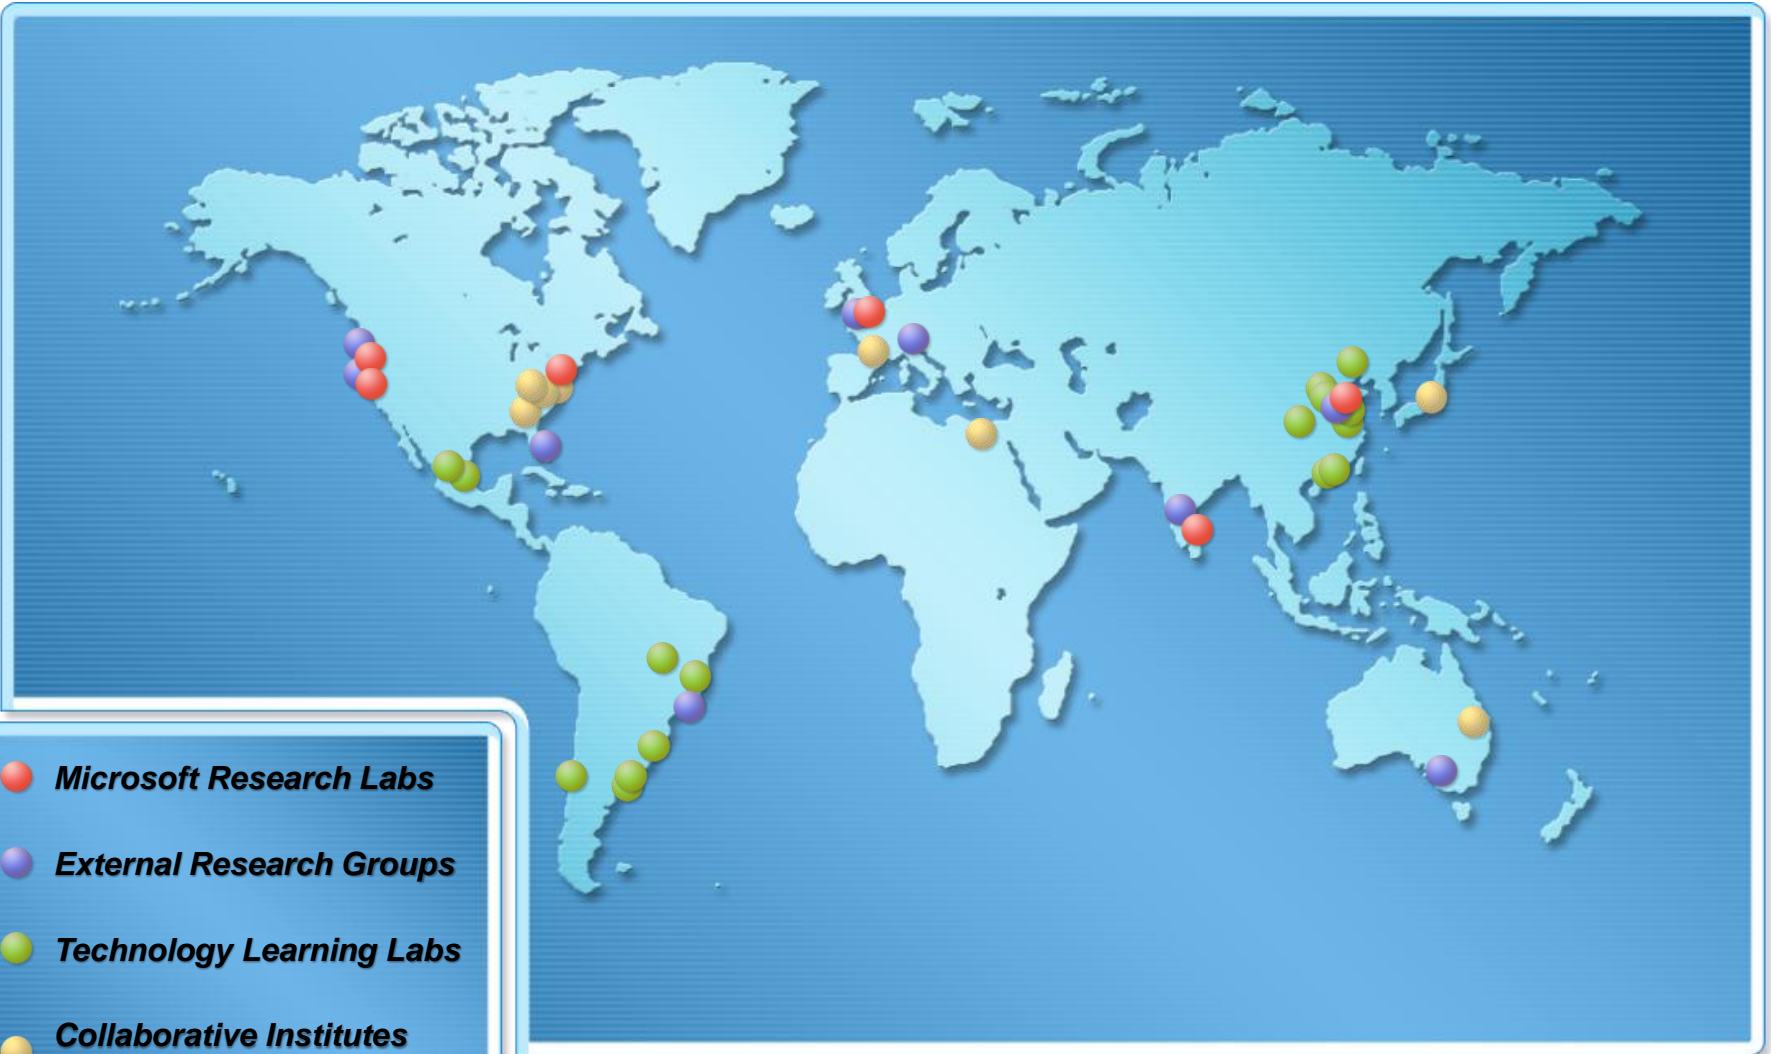 Microsoft Research Labs
External Research Groups
Technology Learning Labs
Collaborative Institutes